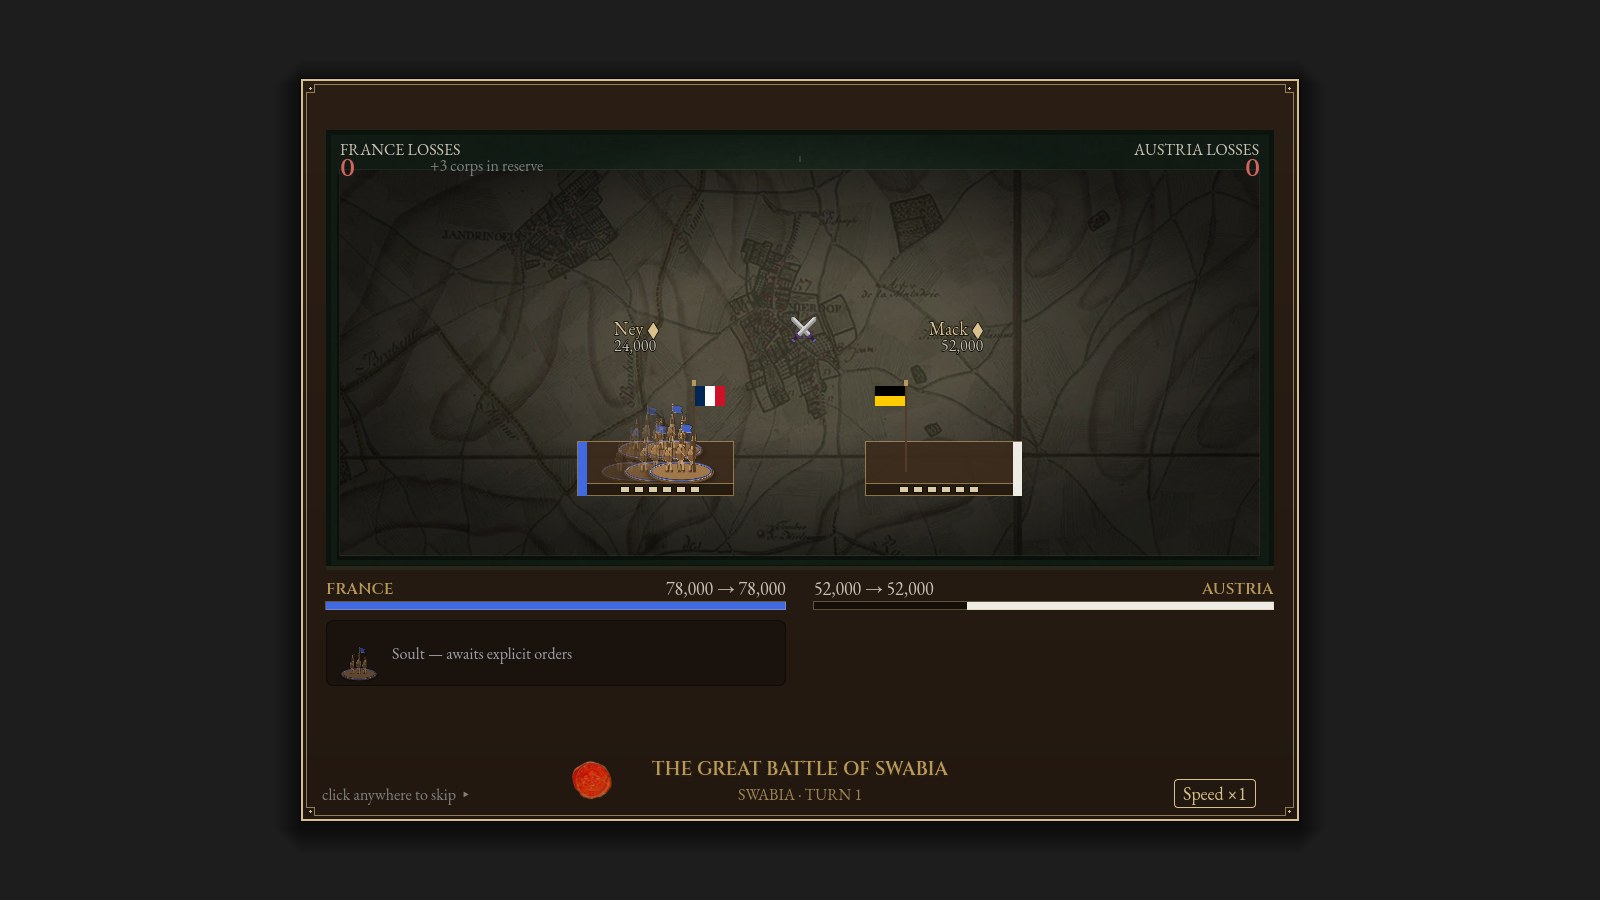 FRANCE LOSSES
0
+3 corps in reserve
AUSTRIA LOSSES
0
Ney
24,000
Mack
52,000
FRANCE
78,000 → 78,000
52,000 → 52,000
AUSTRIA
Soult — awaits explicit orders
THE GREAT BATTLE OF SWABIA
SWABIA · TURN 1
click anywhere to skip ▸
Speed ×1